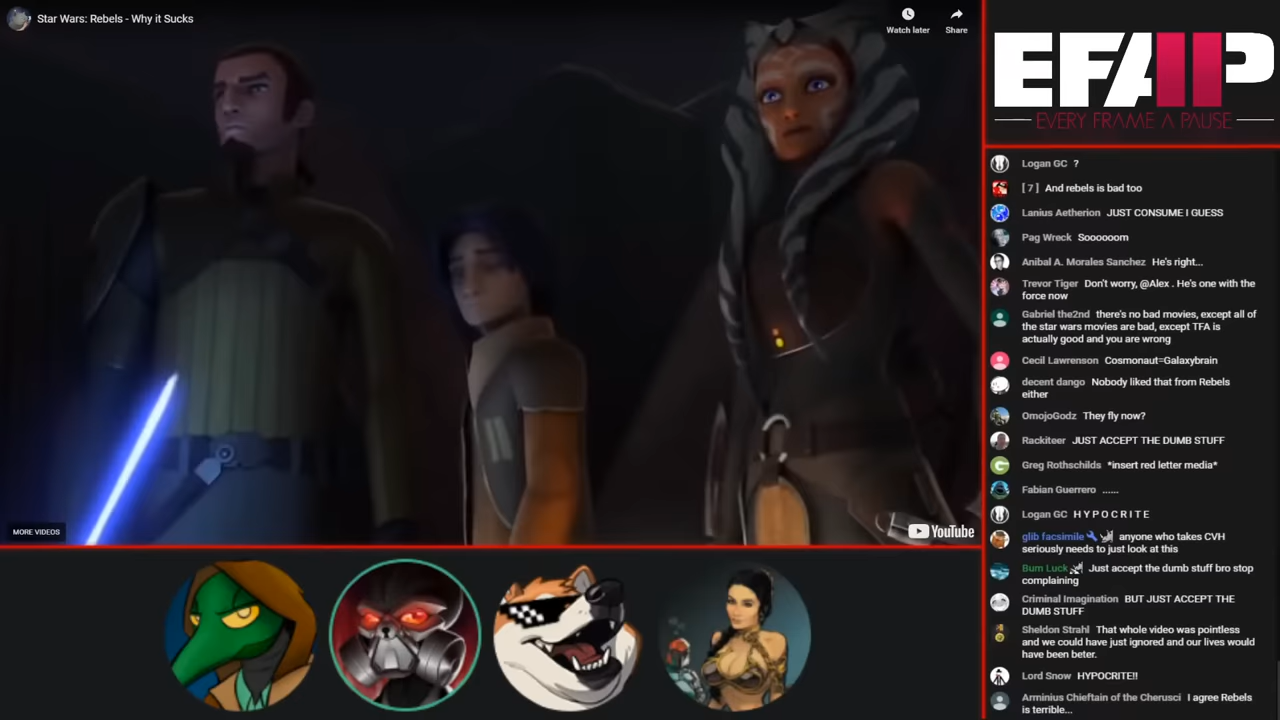 Star Wars: Rebels - Why it Sucks
Watch later
Share
MORE VIDEOS
YouTube
EFAP
EVERY FRAME A PAUSE
Logan GC ?
[ 7 ] And rebels is bad too
Lanius Aetherion JUST CONSUME I GUESS
Pag Wreck Soooooom
Anibal A. Morales Sanchez He's right...
Trevor Tiger Don't worry, @Alex . He's one with the
force now
Gabriel the2nd there's no bad movies, except all of
the star wars movies are bad, except TFA is
actually good and you are wrong
Cecil Lawrenson Cosmonaut=Galaxybrain
decent dango Nobody liked that from Rebels
either
OmojoGodz They fly now?
Rackiteer JUST ACCEPT THE DUMB STUFF
Greg Rothschilds *insert red letter media*
Fabian Guerrero ......
Logan GC H Y P O C R I T E
glib facsimile anyone who takes CVH
seriously needs to just look at this
Bum Luck Just accept the dumb stuff bro stop
complaining
Criminal Imagination BUT JUST ACCEPT THE
DUMB STUFF
Sheldon Strahl That whole video was pointless
and we could have just ignored and our lives would
have been beter.
Lord Snow HYPOCRITE!!
Arminius Chieftain of the Cherusci I agree Rebels
is terrible...